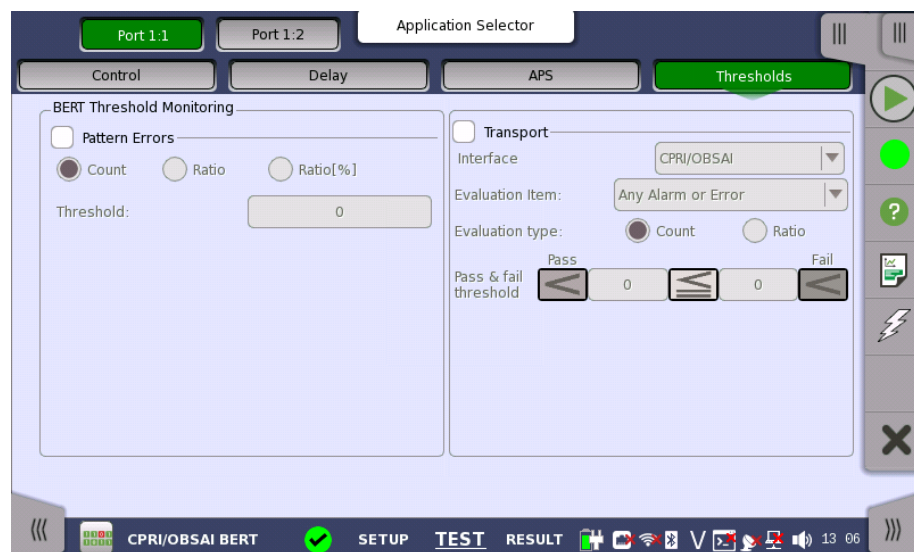 Application Selector
Port 1:1 Port 1:2
Control Delay APS Thresholds
BERT Threshold Monitoring
Pattern Errors
Count Ratio Ratio[%]
Threshold: 0
Transport
Interface CPRI/OBSAI
Evaluation Item: Any Alarm or Error
Evaluation type: Count Ratio
Pass Fail
Pass & fail
threshold < 0 ≤ 0 <
CPRI/OBSAI BERT SETUP TEST RESULT 13 06